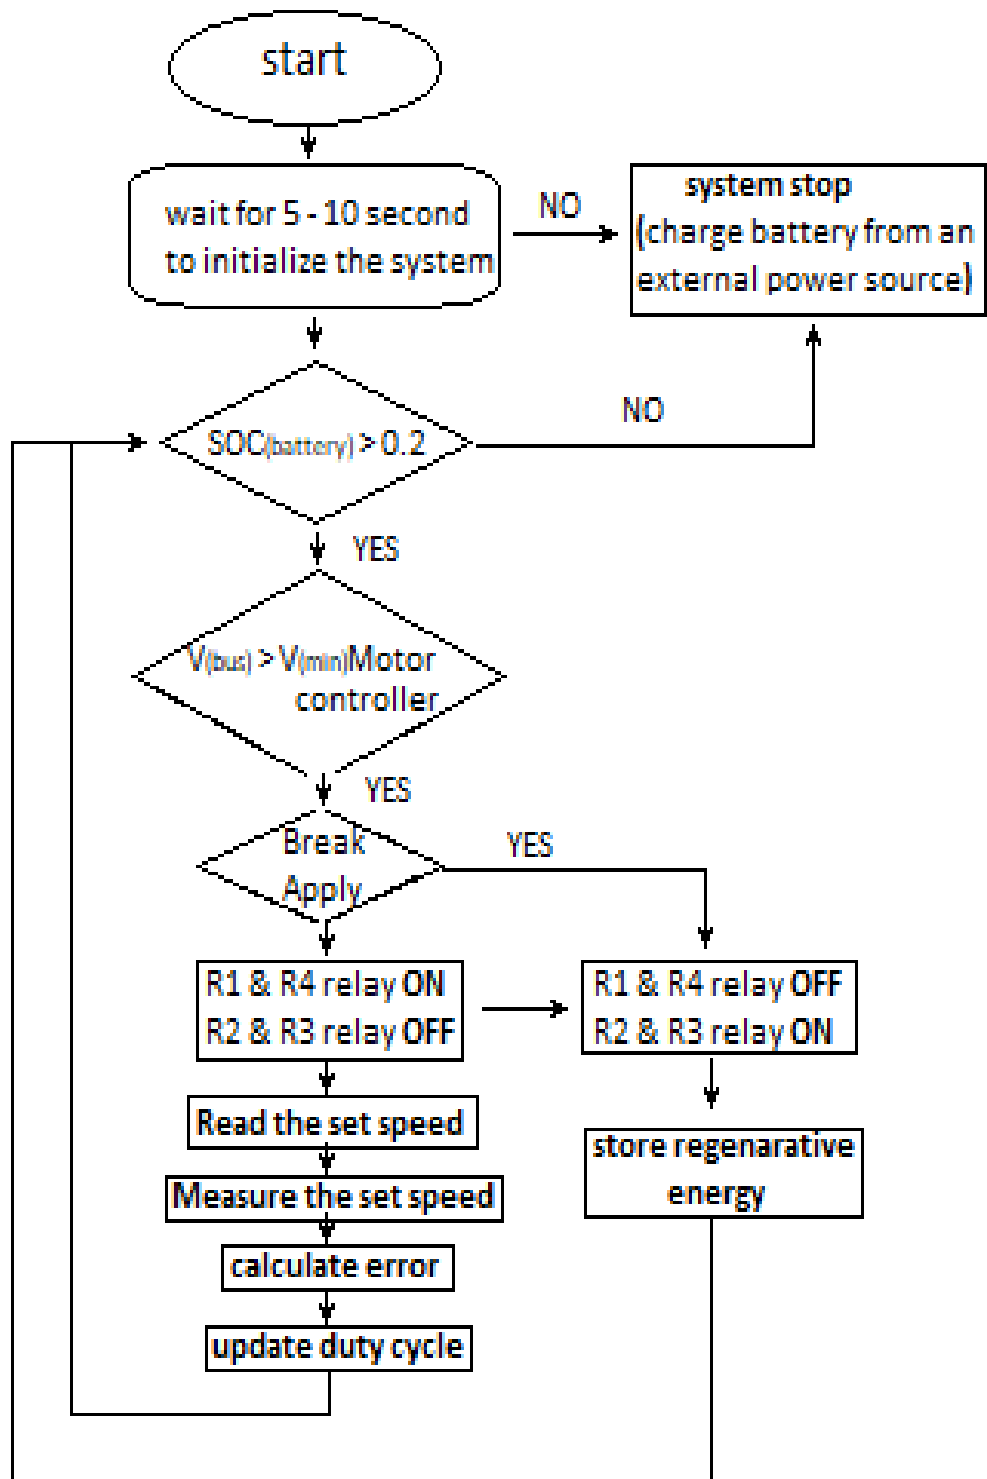 start
wait for 5 - 10 second
to initialize the system
NO
system stop
(charge battery from an
external power source)
SOC(battery) > 0.2
NO
YES
V(bus) > V(min)Motor
controller
YES
Break
Apply
YES
R1 & R4 relay ON
R2 & R3 relay OFF
R1 & R4 relay OFF
R2 & R3 relay ON
Read the set speed
store regenarative
energy
Measure the set speed
calculate error
update duty cycle